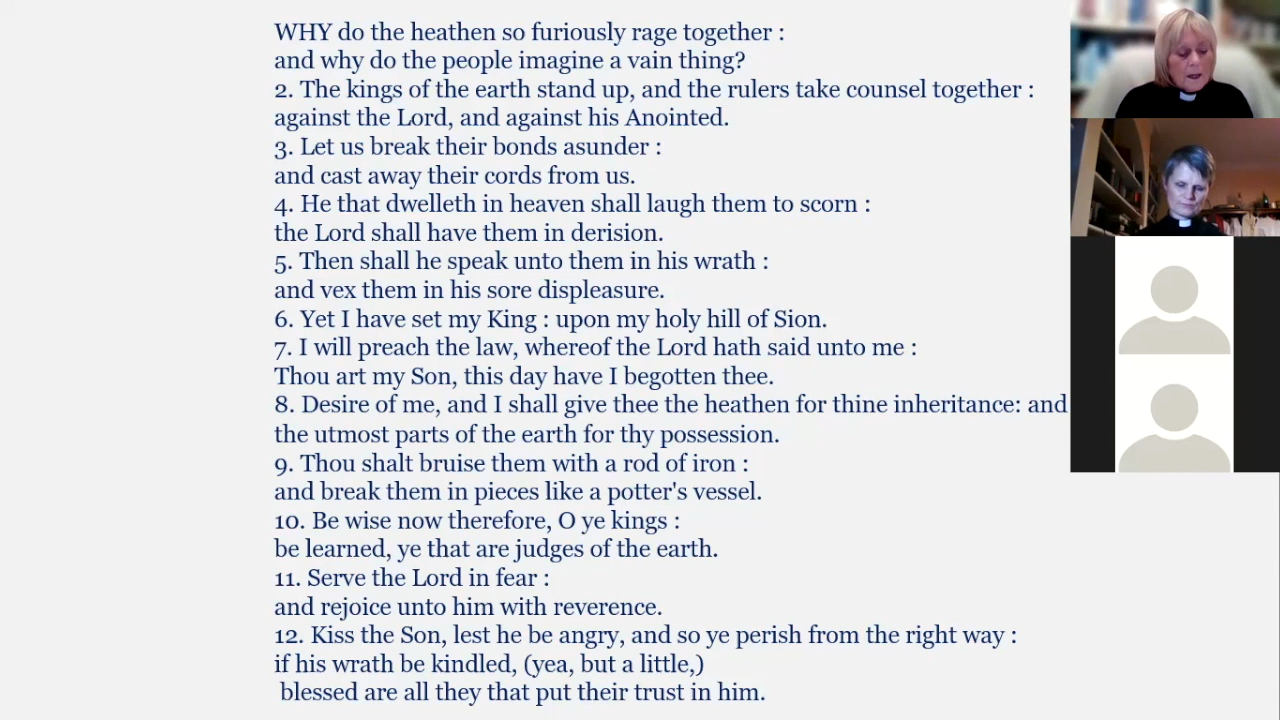 WHY do the heathen so furiously rage together :
and why do the people imagine a vain thing?
2. The kings of the earth stand up, and the rulers take counsel together :
against the Lord, and against his Anointed.
3. Let us break their bonds asunder :
and cast away their cords from us.
4. He that dwelleth in heaven shall laugh them to scorn :
the Lord shall have them in derision.
5. Then shall he speak unto them in his wrath :
and vex them in his sore displeasure.
6. Yet I have set my King : upon my holy hill of Sion.
7. I will preach the law, whereof the Lord hath said unto me :
Thou art my Son, this day have I begotten thee.
8. Desire of me, and I shall give thee the heathen for thine inheritance: and
the utmost parts of the earth for thy possession.
9. Thou shalt bruise them with a rod of iron :
and break them in pieces like a potter's vessel.
10. Be wise now therefore, O ye kings :
be learned, ye that are judges of the earth.
11. Serve the Lord in fear :
and rejoice unto him with reverence.
12. Kiss the Son, lest he be angry, and so ye perish from the right way :
if his wrath be kindled, (yea, but a little,)
blessed are all they that put their trust in him.